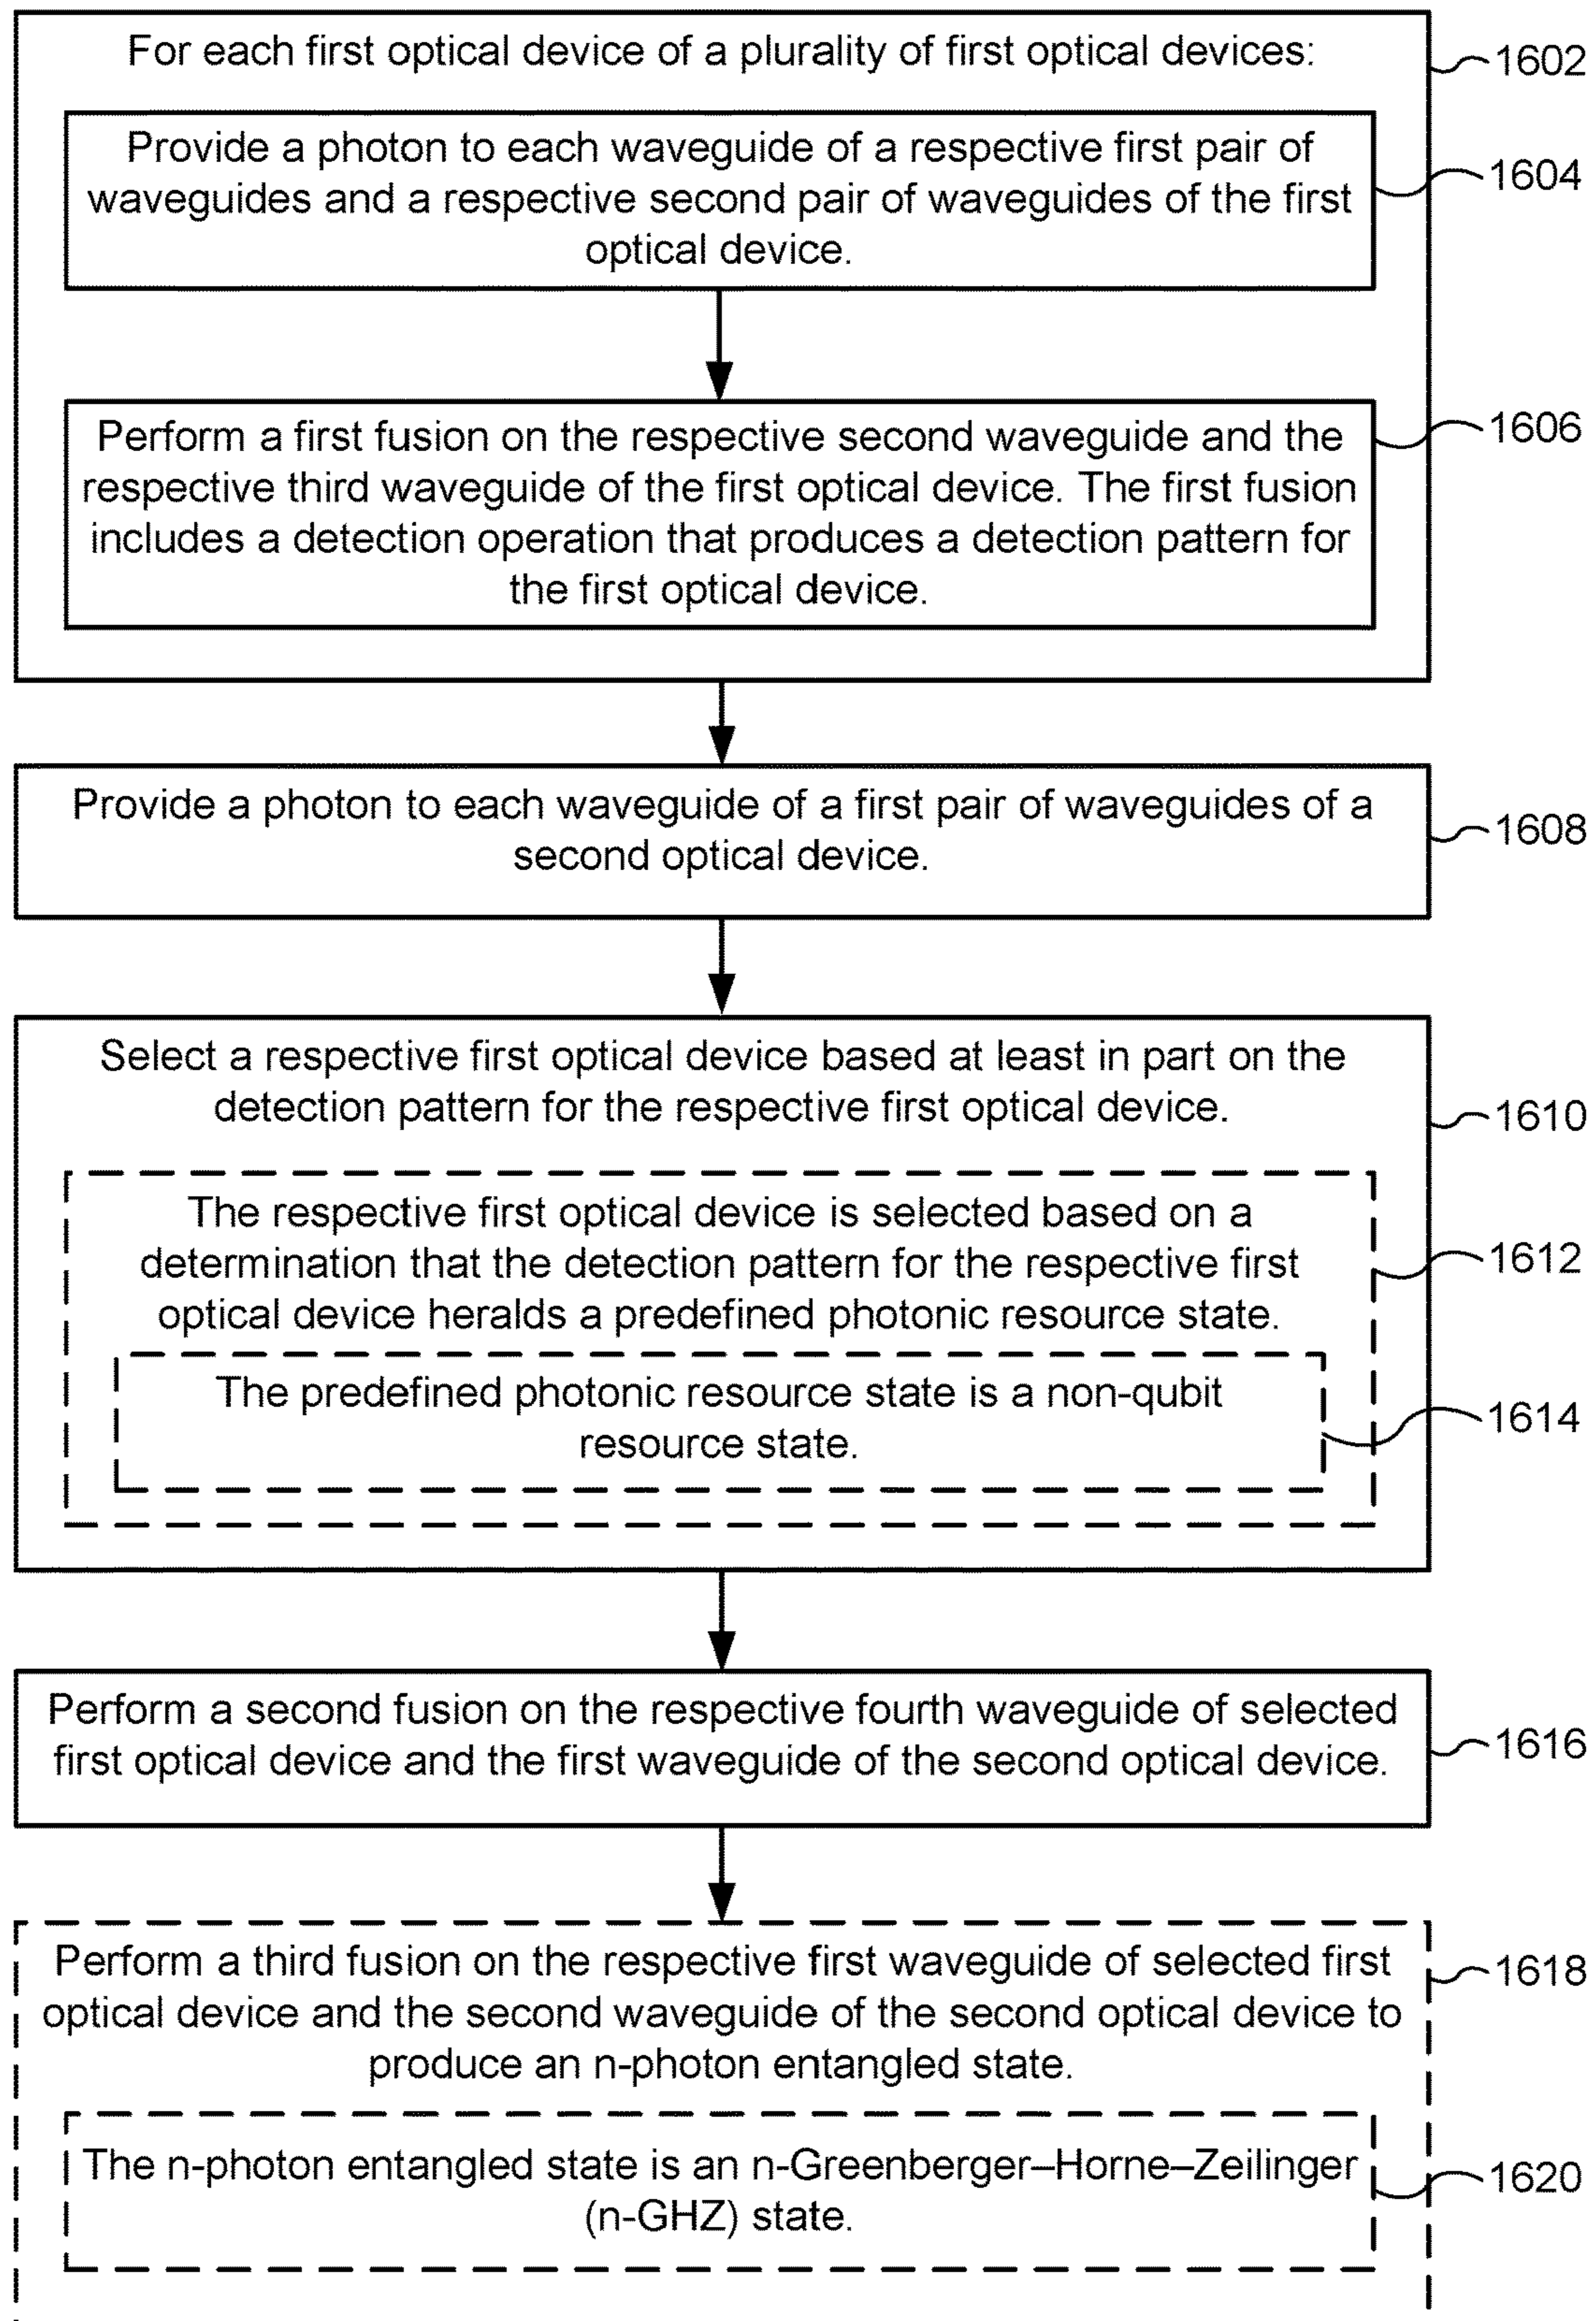 For each first optical device of a plurality of first optical devices:
1602
Provide a photon to each waveguide of a respective first pair of
waveguides and a respective second pair of waveguides of the first
optical device.
1604
Perform a first fusion on the respective second waveguide and the
respective third waveguide of the first optical device. The first fusion
includes a detection operation that produces a detection pattern for
the first optical device.
1606
Provide a photon to each waveguide of a first pair of waveguides of a
second optical device.
1608
Select a respective first optical device based at least in part on the
detection pattern for the respective first optical device.
1610
The respective first optical device is selected based on a
determination that the detection pattern for the respective first
optical device heralds a predefined photonic resource state.
1612
The predefined photonic resource state is a non-qubit
resource state.
1614
Perform a second fusion on the respective fourth waveguide of selected
first optical device and the first waveguide of the second optical device.
1616
Perform a third fusion on the respective first waveguide of selected first
optical device and the second waveguide of the second optical device to
produce an n-photon entangled state.
1618
The n-photon entangled state is an n-Greenberger–Horne–Zeilinger
(n-GHZ) state.
1620